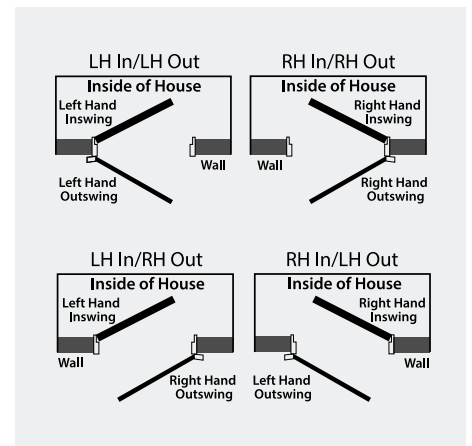 LH In/LH Out
Inside of House
Left Hand
Inswing
Wall
Left Hand
Outswing
RH In/RH Out
Inside of House
Right Hand
Inswing
Wall
Right Hand
Outswing
LH In/RH Out
Inside of House
Left Hand
Inswing
Wall
Right Hand
Outswing
RH In/LH Out
Inside of House
Right Hand
Inswing
Wall
Left Hand
Outswing